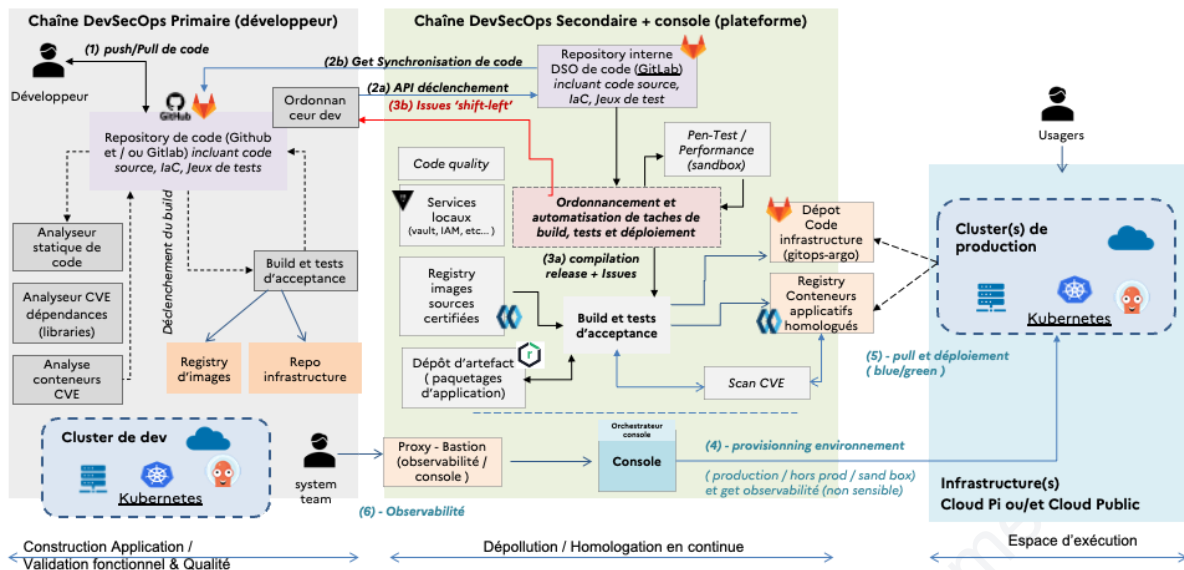 Chaîne DevSecOps Primaire (développeur)
(1) push/Pull de code
Développeur
GitHub
Ordonnan
ceur dev
Repository de code (Github
et / ou Gitlab) incluant code
source, IaC, Jeux de tests
Déclenchement du build
Analyseur
statique de
code
Build et tests
d'acceptance
Analyseur CVE
dépendances
(libraries)
Analyse
conteneurs
CVE
Registry
d'images
Repo
infrastructure
Cluster de dev
Kubernetes
system
team
Chaîne DevSecOps Secondaire + console (plateforme)
(2b) Get Synchronisation de code
(2a) API déclenchement
(3b) Issues ‘shift-left’
Repository interne
DSO de code (GitLab)
incluant code source,
IaC, Jeux de test
Code quality
Pen-Test /
Performance
(sandbox)
Services
locaux
(vault, IAM, etc... )
Ordonnancement et
automatisation de taches de
build, tests et déploiement
Dépot
Code
infrastructure
(gitops-argo)
(3a) compilation
release + Issues
Registry
images
sources
certifiées
Build et tests
d'acceptance
Registry
Conteneurs
applicatifs
homologués
Dépôt d'artefact
( paquetages
d'application)
Scan CVE
Proxy - Bastion
(observabilité /
console )
Orchestrateur
console
Console
(4) - provisionning environnement
( production / hors prod / sand box)
et get observabilité (non sensible)
(6) - Observabilité
Usagers
Cluster(s) de
production
Kubernetes
(5) - pull et déploiement
( blue/green )
Infrastructure(s)
Cloud Pi ou/et Cloud Public
Construction Application /
Validation fonctionnel & Qualité
Dépollution / Homologation en continue
Espace d'exécution